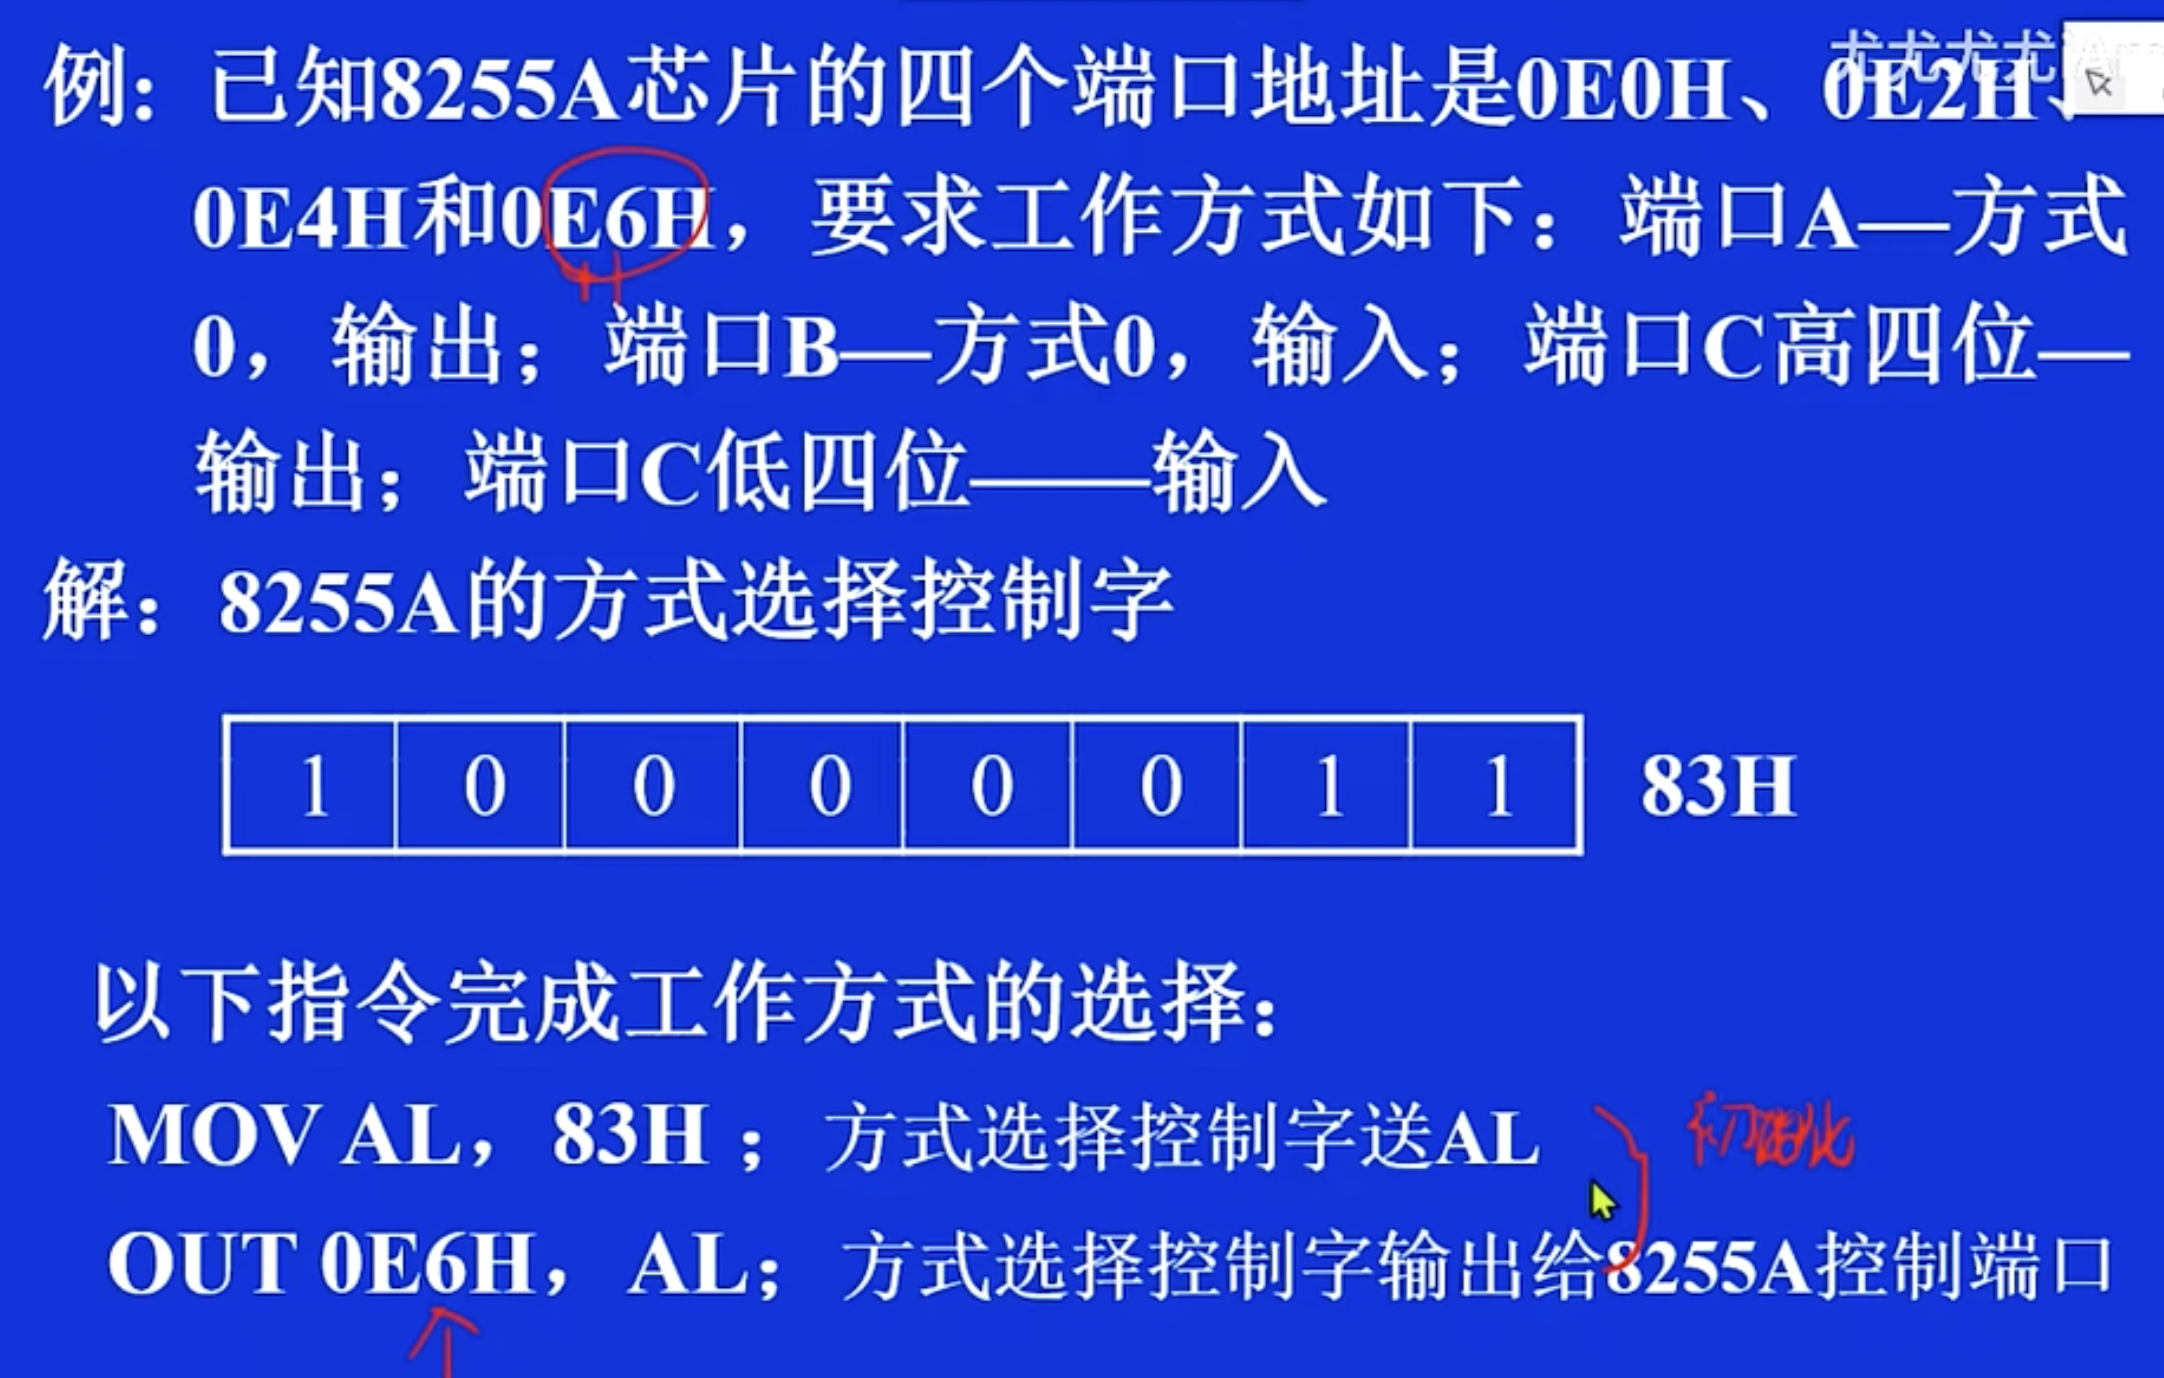 尤尤尤尤
例：已知8255A芯片的四个端口地址是0E0H、0E2H、
0E4H和0E6H，要求工作方式如下：端口A—方式
0，输出；端口B—方式0，输入；端口C高四位—
输出；端口C低四位——输入
解：8255A的方式选择控制字
1 0 0 0 0 0 1 1 83H
以下指令完成工作方式的选择：
MOV AL，83H；方式选择控制字送AL
初始化
OUT 0E6H，AL；方式选择控制字输出给8255A控制端口